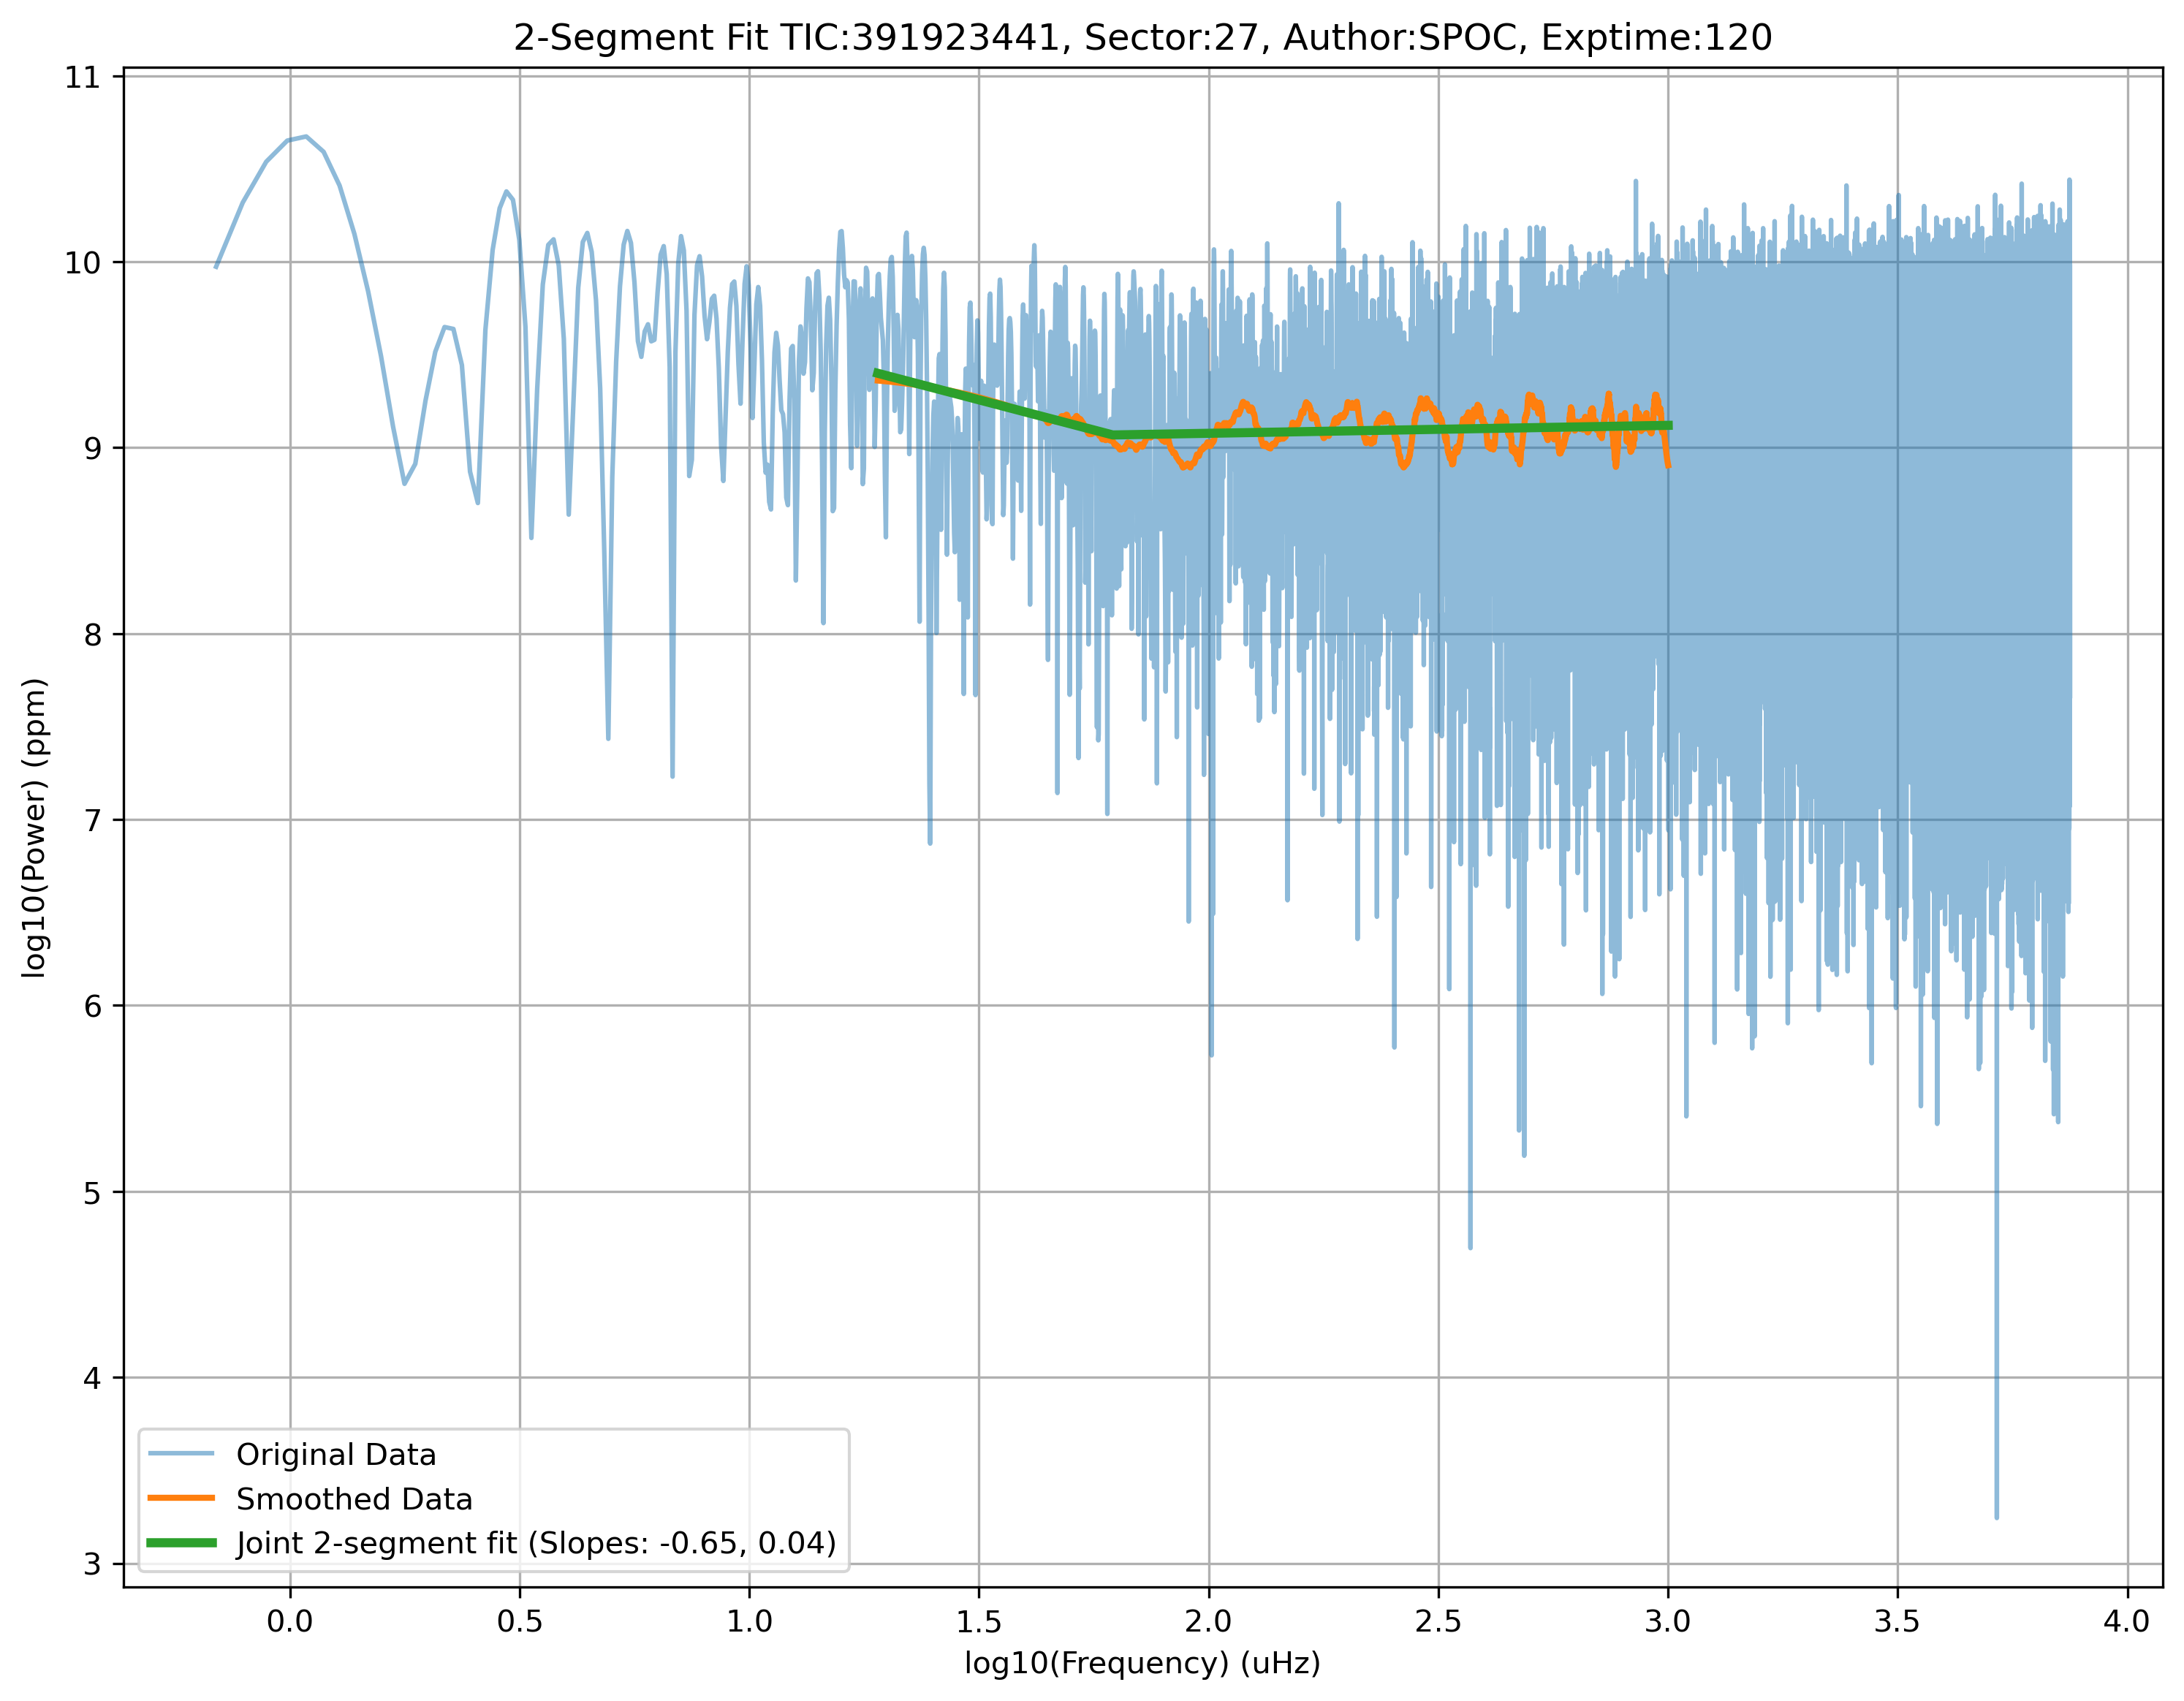 2-Segment Fit TIC:391923441, Sector:27, Author:SPOC, Exptime:120
11
10
9
8
7
6
5
4
3
log10(Power) (ppm)
Original Data
Smoothed Data
Joint 2-segment fit (Slopes: -0.65, 0.04)
0.0 0.5 1.0 1.5 2.0 2.5 3.0 3.5 4.0
log10(Frequency) (uHz)